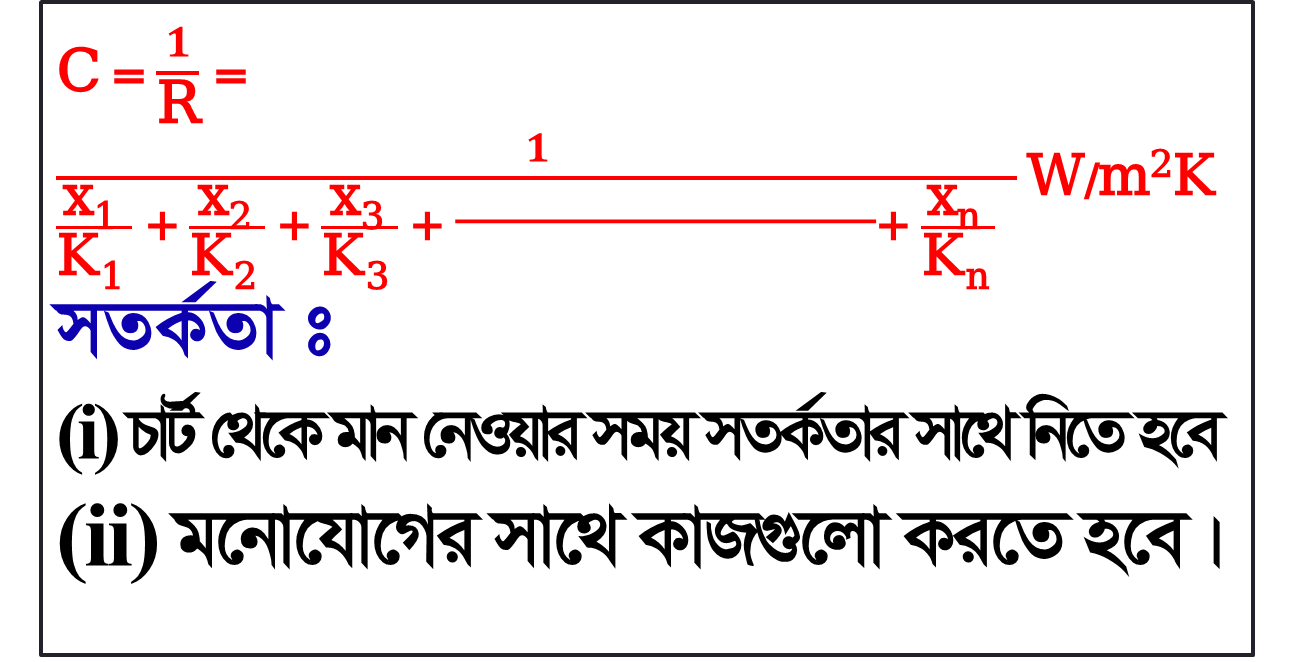 C = 1/R =
1/(x₁/K₁ + x₂/K₂ + x₃/K₃ + ———————— + xₙ/Kₙ) W/m²K
সতর্কতা ঃ
(i) চার্ট থেকে মান নেওয়ার সময় সতর্কতার সাথে নিতে হবে
(ii) মনোযোগের সাথে কাজগুলো করতে হবে।